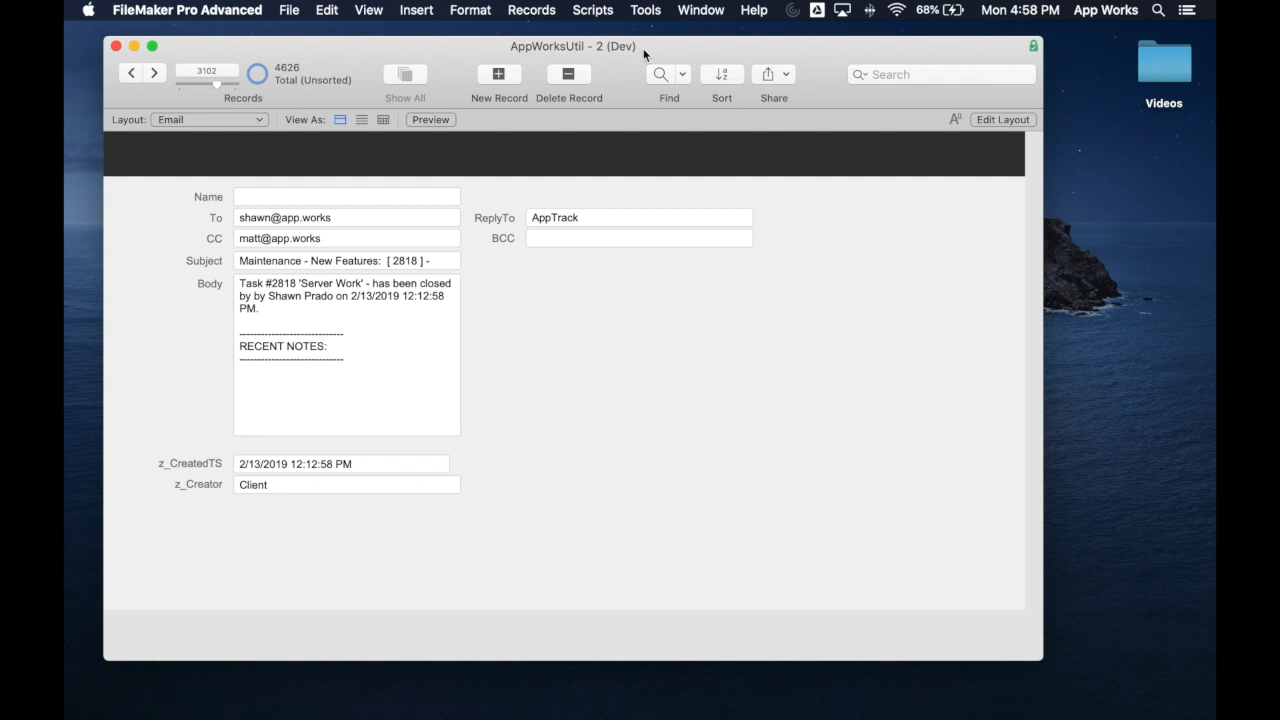 FileMaker Pro Advanced File Edit View Insert Format Records Scripts Tools Window Help 68% Mon 4:58 PM App Works
AppWorksUtil - 2 (Dev)
3102
4626
Total (Unsorted)
Records
Show All
New Record
Delete Record
Find
Sort
Share
Search
Layout: Email View As: Preview Aa Edit Layout
Videos
Name
To shawn@app.works ReplyTo AppTrack
CC matt@app.works BCC
Subject Maintenance - New Features: [ 2818 ] -
Body Task #2818 'Server Work' - has been closed
by by Shawn Prado on 2/13/2019 12:12:58
PM.
----------------------------
RECENT NOTES:
----------------------------
z_CreatedTS 2/13/2019 12:12:58 PM
z_Creator Client